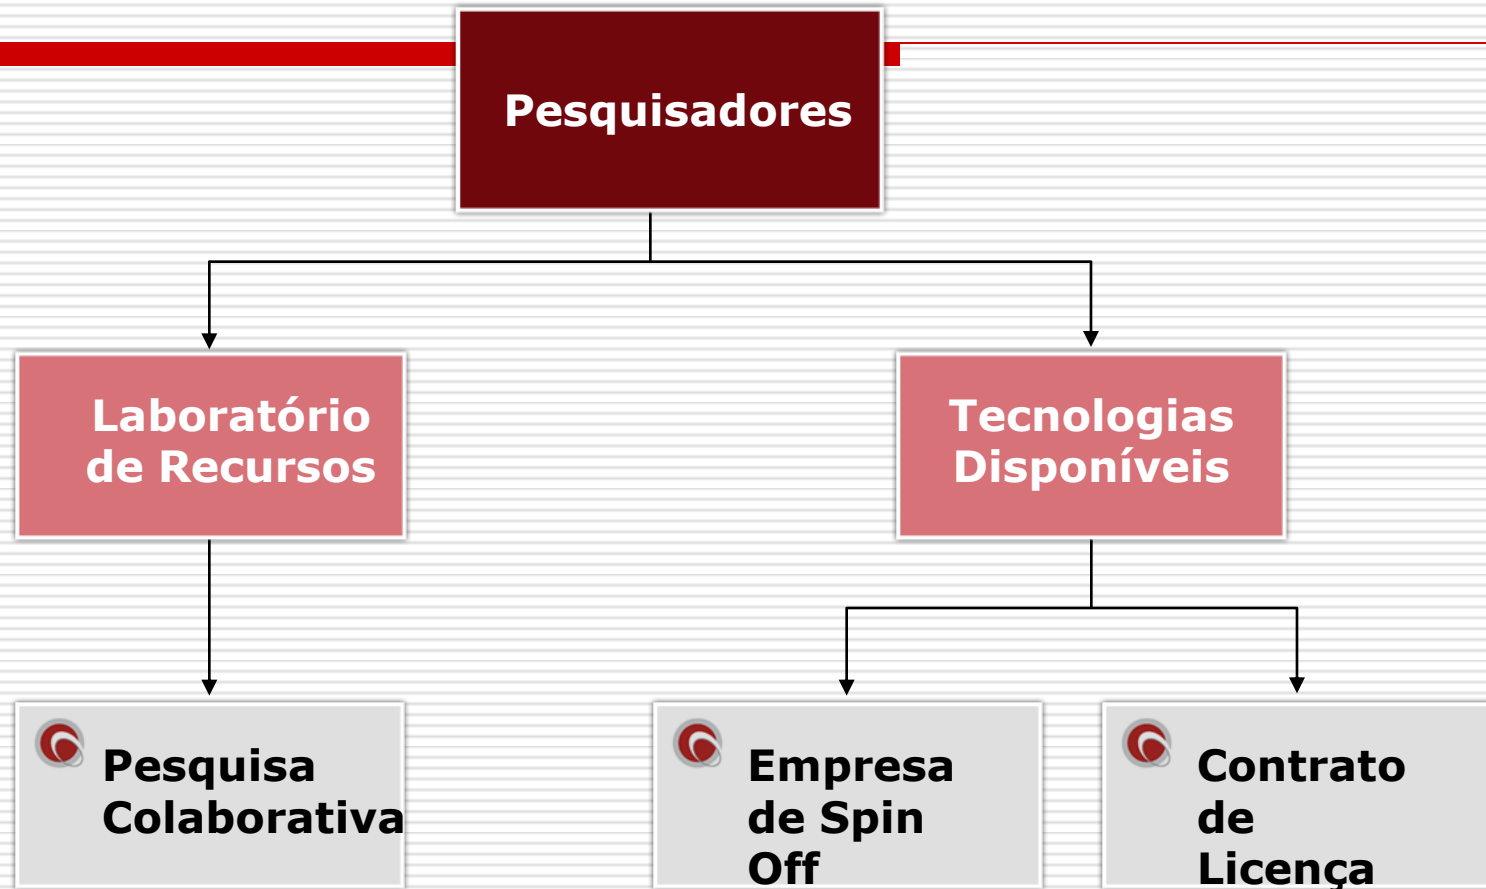 Pesquisadores
Laboratório
de Recursos
Tecnologias
Disponíveis
Pesquisa
Colaborativa
Empresa
de Spin
Off
Contrato
de
Licença